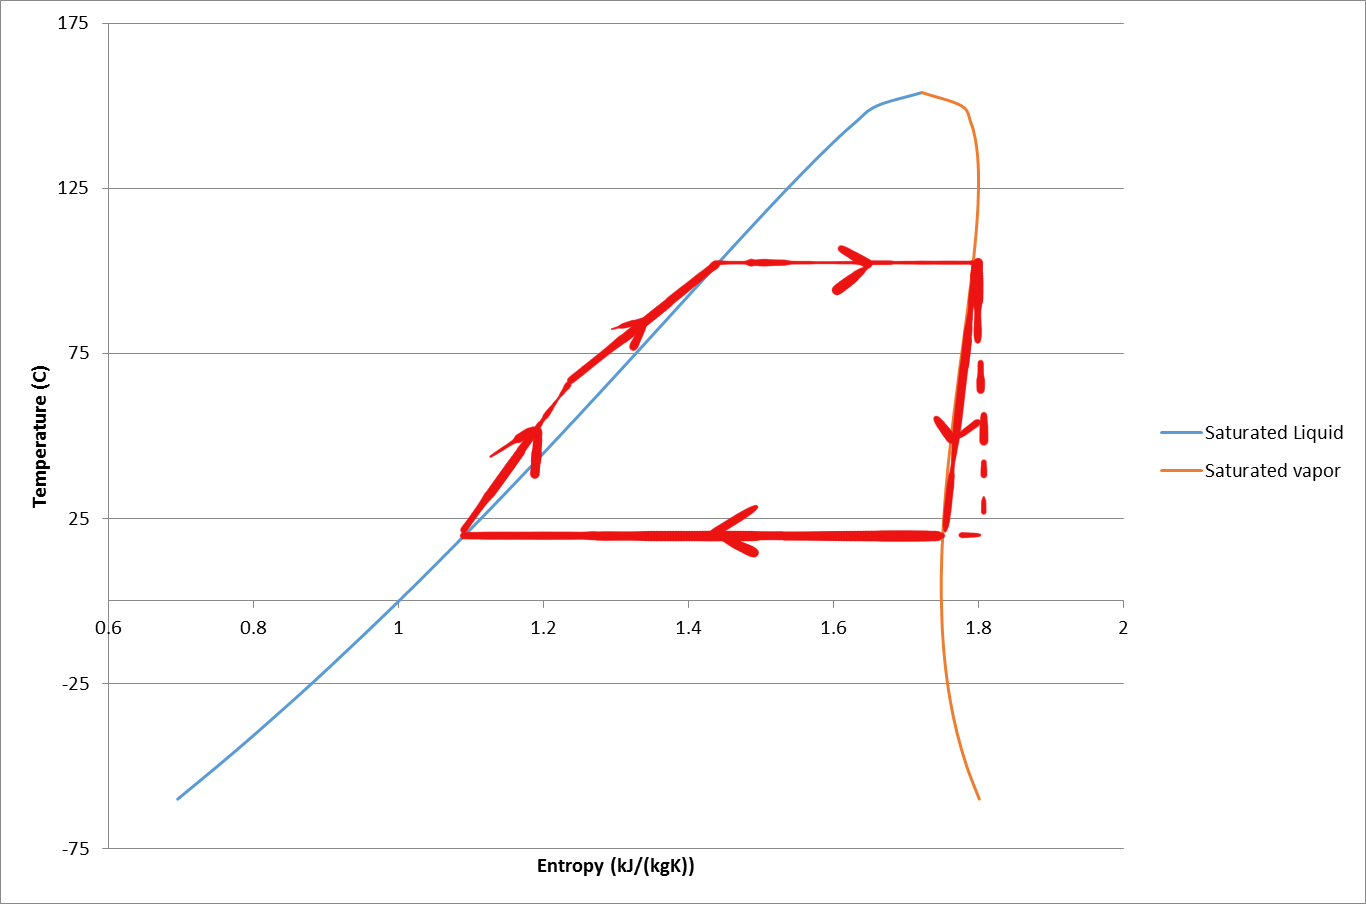 175
125
75
25
0.6 0.8 1 1.2 1.4 1.6 1.8 2
-25
-75
Temperature (C)
Entropy (kJ/(kgK))
Saturated Liquid
Saturated vapor